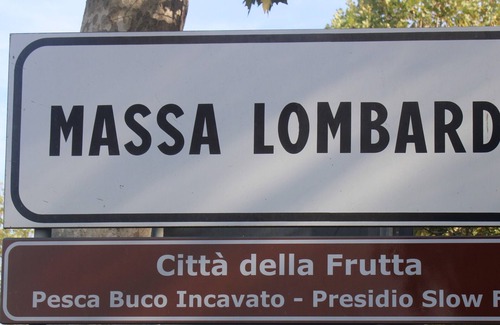 MASSA LOMBARD
Città della Frutta
Pesca Buco Incavato - Presidio Slow F